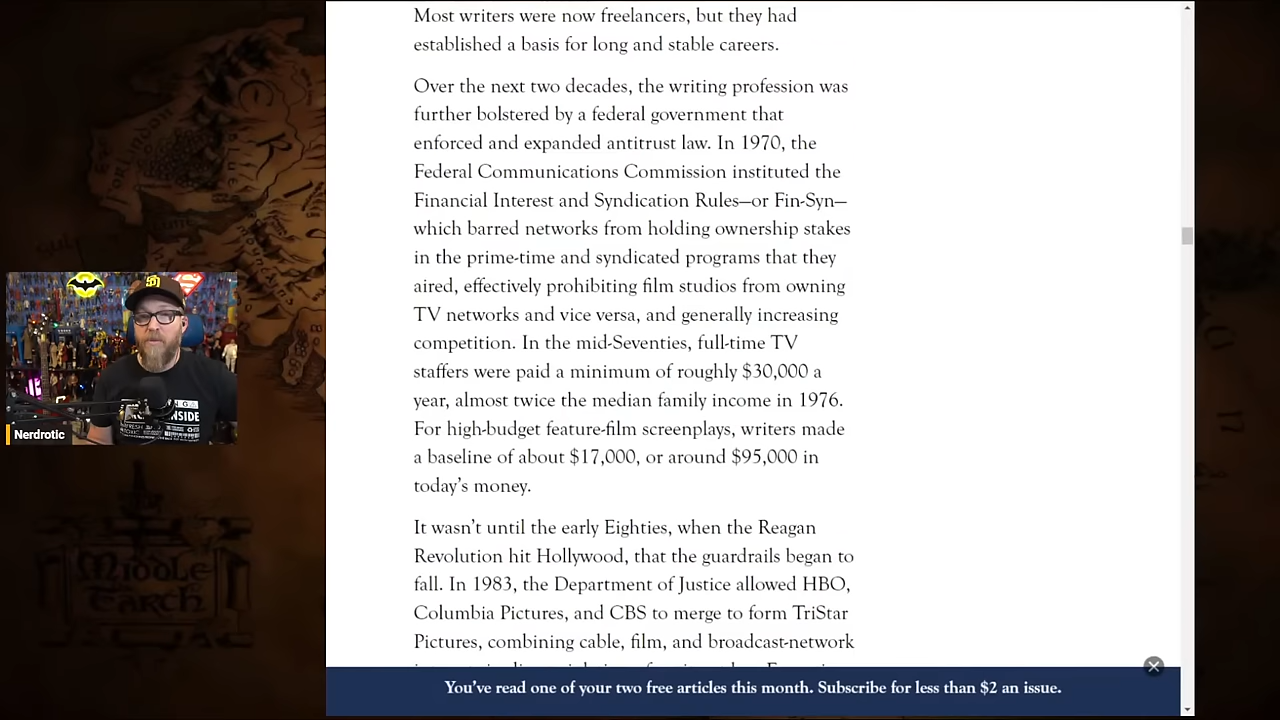 Most writers were now freelancers, but they had
established a basis for long and stable careers.
Over the next two decades, the writing profession was
further bolstered by a federal government that
enforced and expanded antitrust law. In 1970, the
Federal Communications Commission instituted the
Financial Interest and Syndication Rules—or Fin-Syn—
which barred networks from holding ownership stakes
in the prime-time and syndicated programs that they
aired, effectively prohibiting film studios from owning
TV networks and vice versa, and generally increasing
competition. In the mid-Seventies, full-time TV
staffers were paid a minimum of roughly $30,000 a
year, almost twice the median family income in 1976.
For high-budget feature-film screenplays, writers made
a baseline of about $17,000, or around $95,000 in
today's money.
It wasn't until the early Eighties, when the Reagan
Revolution hit Hollywood, that the guardrails began to
fall. In 1983, the Department of Justice allowed HBO,
Columbia Pictures, and CBS to merge to form TriStar
Pictures, combining cable, film, and broadcast-network
You've read one of your two free articles this month. Subscribe for less than $2 an issue.
Nerdrotic
MIDDLE
EARTH